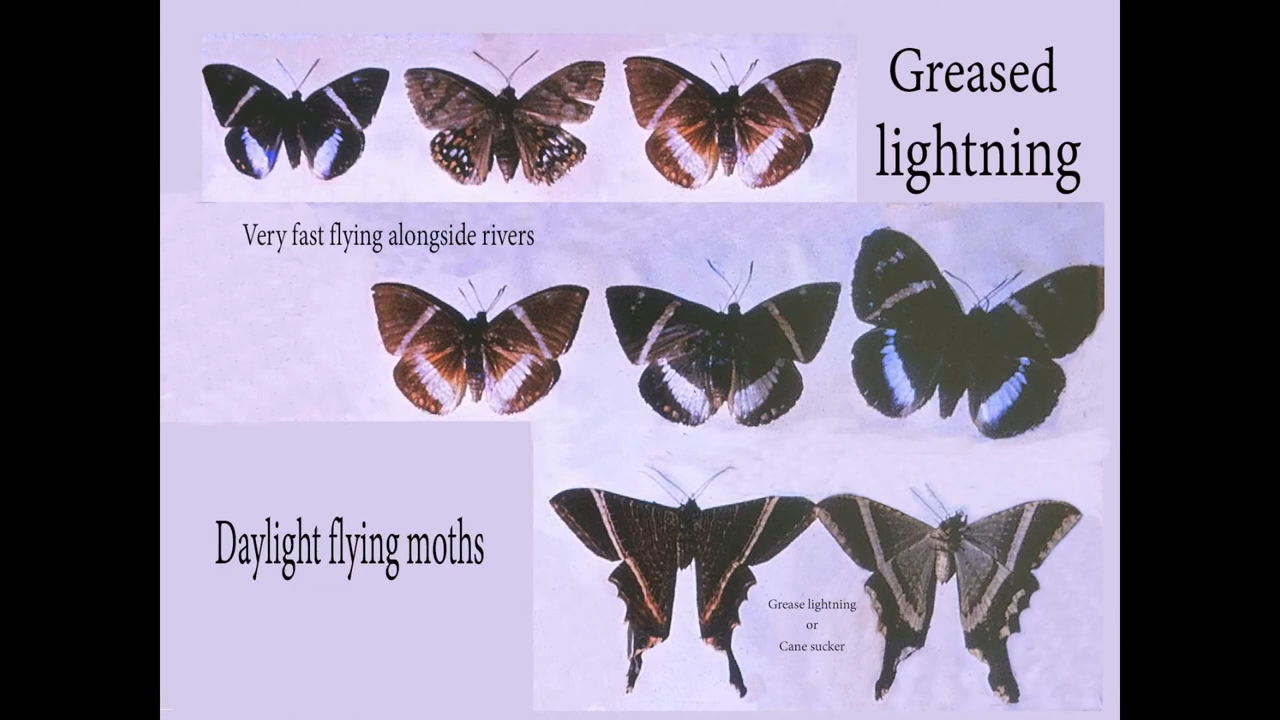 Greased
lightning
Very fast flying alongside rivers
Daylight flying moths
Grease lightning
or
Cane sucker